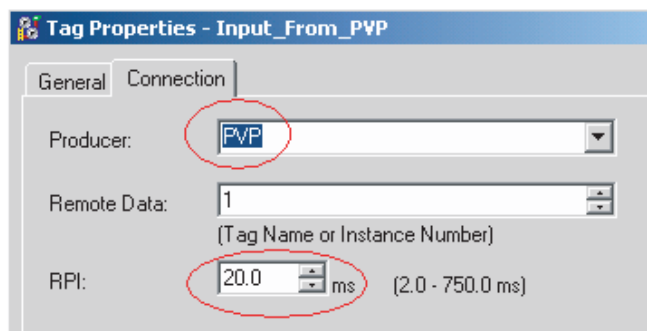 Tag Properties - Input_From_PVP
General Connection
Producer: PVP
Remote Data: 1
(Tag Name or Instance Number)
RPI: 20.0 ms (2.0 - 750.0 ms)